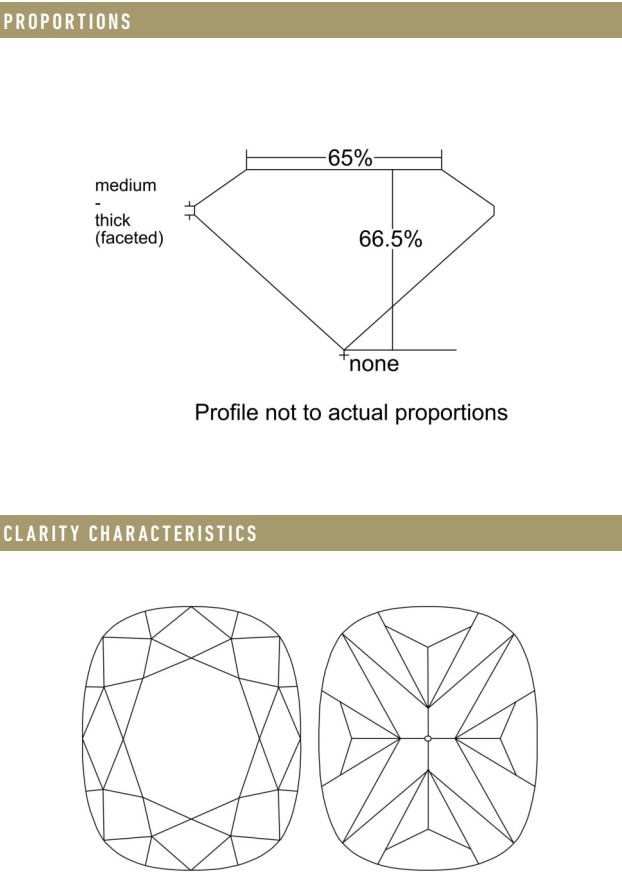 PROPORTIONS
65%
medium
-
thick
(faceted)
66.5%
none
Profile not to actual proportions
CLARITY CHARACTERISTICS